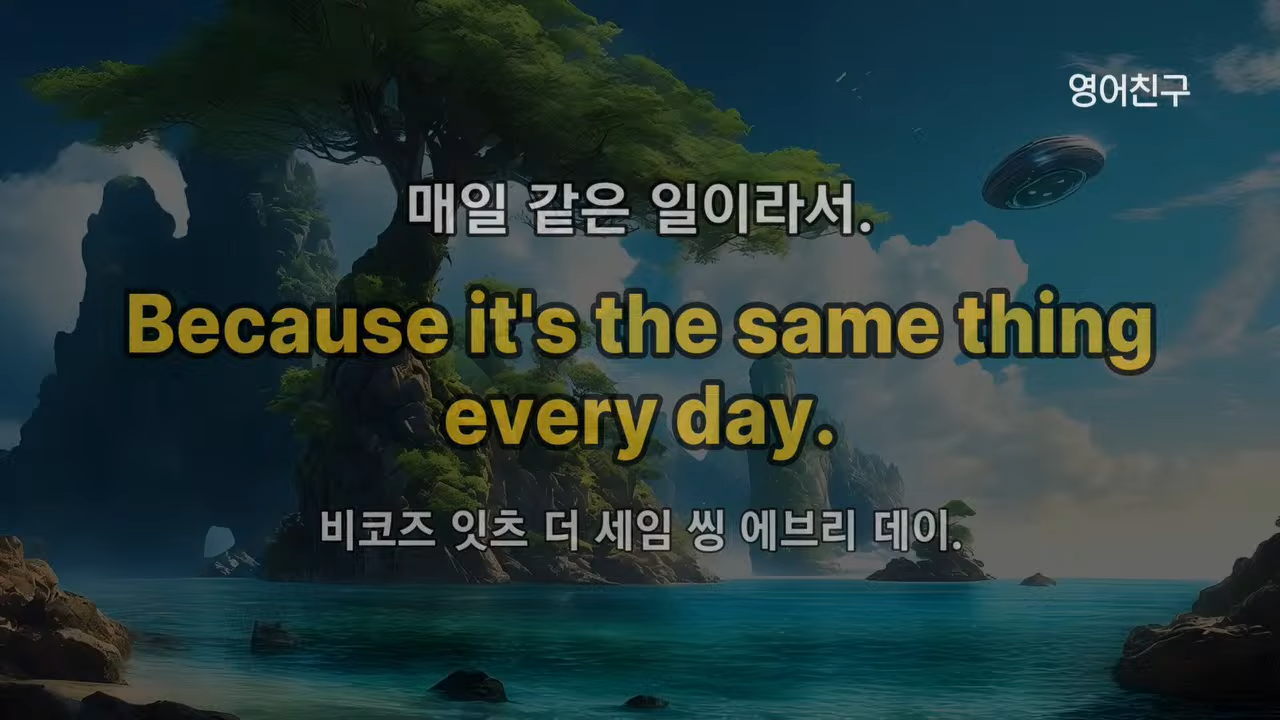 영어친구
매일 같은 일이라서.
Because it's the same thing
every day.
비코즈 잇츠 더 세임 씽 에브리 데이.